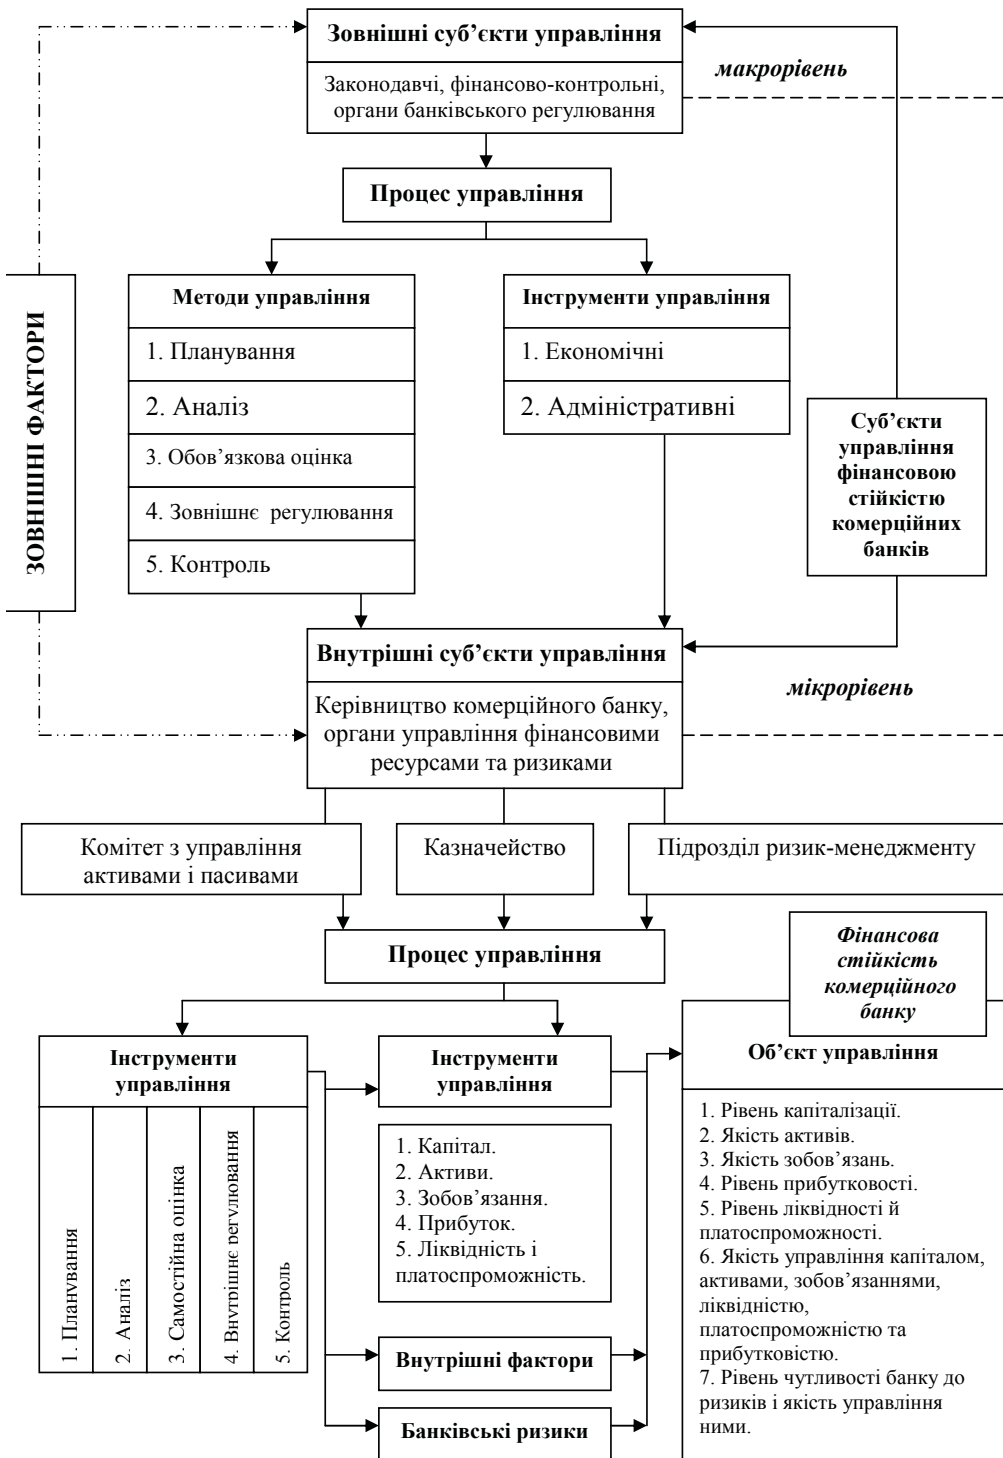 Зовнішні суб’єкти управління
макрорівень
Законодавчі, фінансово-контрольні,
органи банківського регулювання
Процес управління
ЗОВНІШНІ ФАКТОРИ
Методи управління
1. Планування
2. Аналіз
3. Обов’язкова оцінка
4. Зовнішнє регулювання
5. Контроль
Інструменти управління
1. Економічні
2. Адміністративні
Суб’єкти
управління
фінансовою
стійкістю
комерційних
банків
Внутрішні суб’єкти управління
мікрорівень
Керівництво комерційного банку,
органи управління фінансовими
ресурсами та ризиками
Комітет з управління
активами і пасивами
Казначейство
Підрозділ ризик-менеджменту
Процес управління
Фінансова
стійкість
комерційного
банку
Інструменти
управління
1. Планування
2. Аналіз
3. Самостійна оцінка
4. Внутрішнє регулювання
5. Контроль
Інструменти
управління
1. Капітал.
2. Активи.
3. Зобов’язання.
4. Прибуток.
5. Ліквідність і
платоспроможність.
Внутрішні фактори
Банківські ризики
Об’єкт управління
1. Рівень капіталізації.
2. Якість активів.
3. Якість зобов’язань.
4. Рівень прибутковості.
5. Рівень ліквідності й
платоспроможності.
6. Якість управління капіталом,
активами, зобов’язаннями,
ліквідністю,
платоспроможністю та
прибутковістю.
7. Рівень чутливості банку до
ризиків і якість управління
ними.